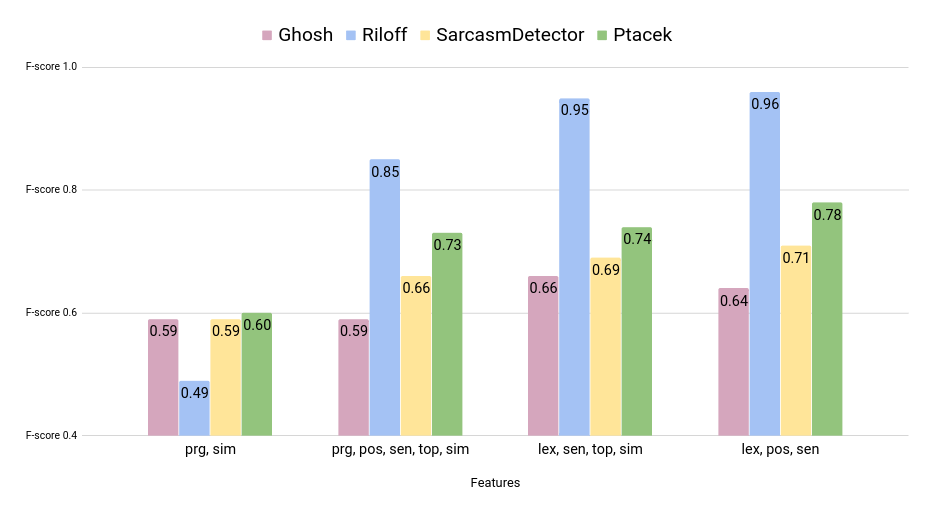 Ghosh Riloff SarcasmDetector Ptacek
F-score 1.0
0.96
0.95
0.85
F-score 0.8
0.78
0.73
0.74
0.71
0.66
0.66
0.69
0.64
F-score 0.6
0.59
0.59
0.60
0.59
0.49
F-score 0.4
prg, sim
prg, pos, sen, top, sim
lex, sen, top, sim
lex, pos, sen
Features